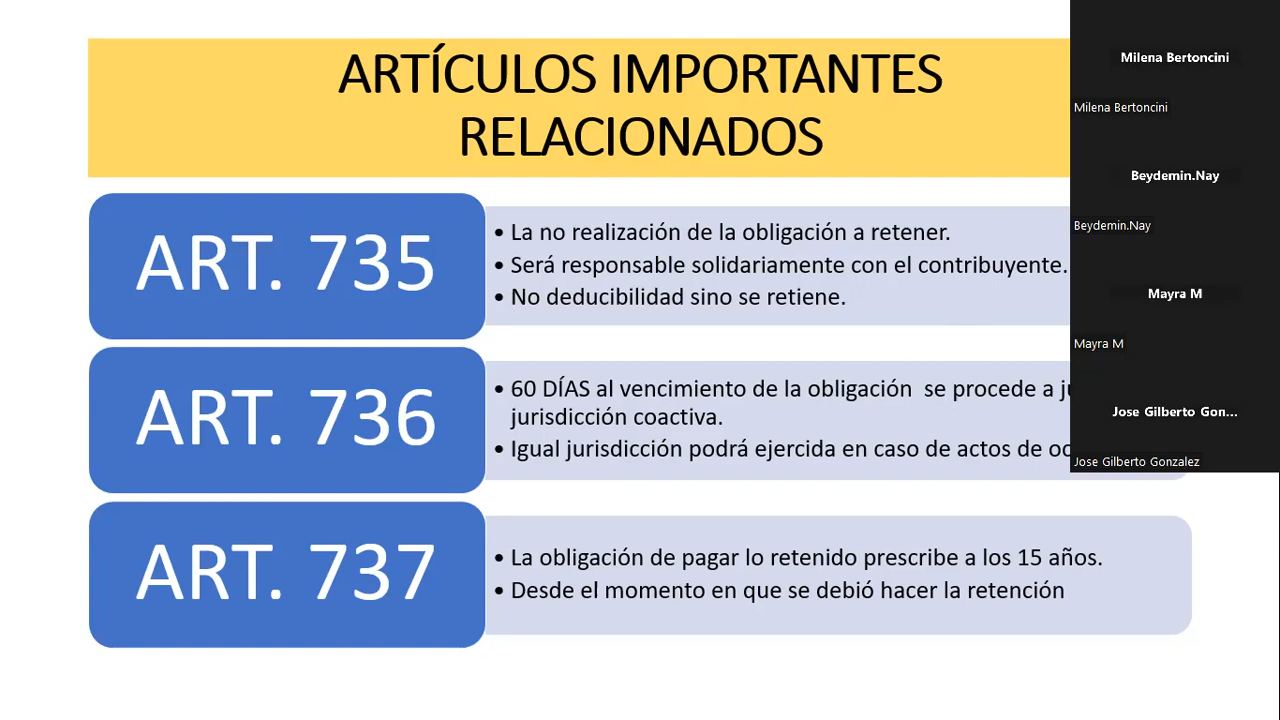 ARTÍCULOS IMPORTANTES
RELACIONADOS
ART. 735
• La no realización de la obligación a retener.
• Será responsable solidariamente con el contribuyente.
• No deducibilidad sino se retiene.
ART. 736
• 60 DÍAS al vencimiento de la obligación se procede a
jurisdicción coactiva.
• Igual jurisdicción podrá ejercida en caso de actos de
ART. 737
• La obligación de pagar lo retenido prescribe a los 15 años.
• Desde el momento en que se debió hacer la retención
Milena Bertoncini
Milena Bertoncini
Beydemin.Nay
Beydemin.Nay
Mayra M
Mayra M
Jose Gilberto Gon...
Jose Gilberto Gonzalez